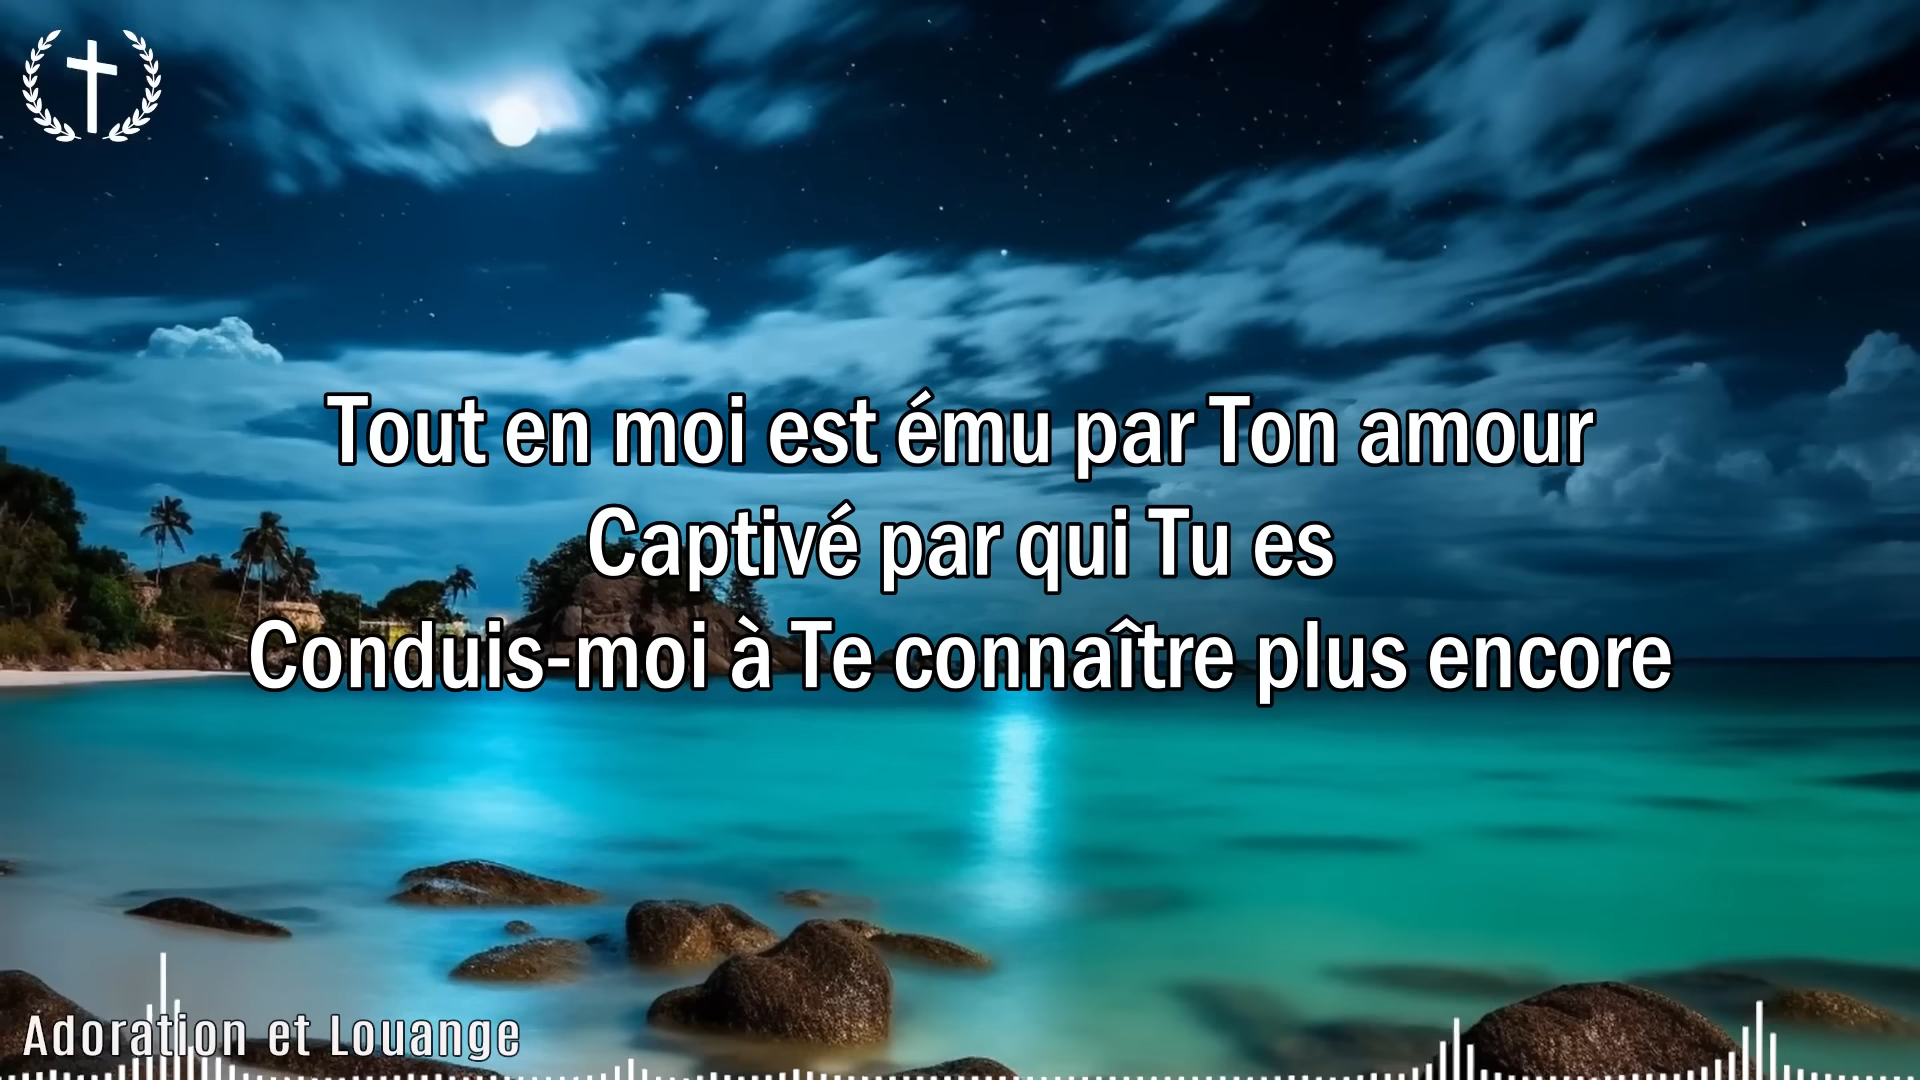 Tout en moi est ému par Ton amour
Captivé par qui Tu es
Conduis-moi à Te connaître plus encore
Adoration et Louange